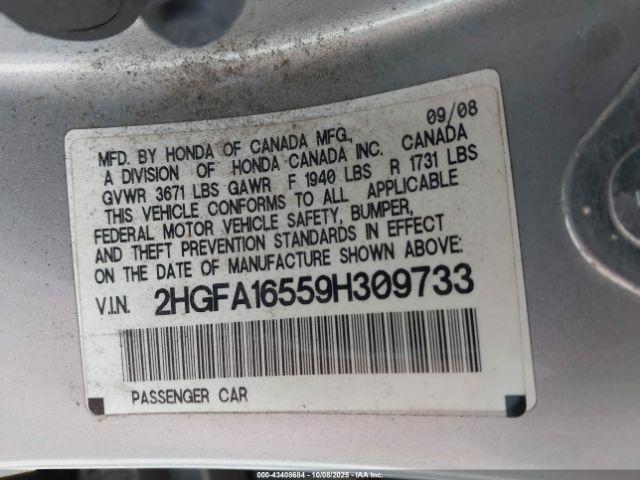 09/08
MFD. BY HONDA OF CANADA MFG., CANADA
A DIVISION OF HONDA CANADA INC.
GVWR 3671 LBS GAWR F 1940 LBS R 1731 LBS
THIS VEHICLE CONFORMS TO ALL APPLICABLE
FEDERAL MOTOR VEHICLE SAFETY, BUMPER,
AND THEFT PREVENTION STANDARDS IN EFFECT
ON THE DATE OF MANUFACTURE SHOWN ABOVE:
V.I.N. 2HGFA16559H309733
PASSENGER CAR
000-43408684 - 10/08/2025 - IAA Inc.